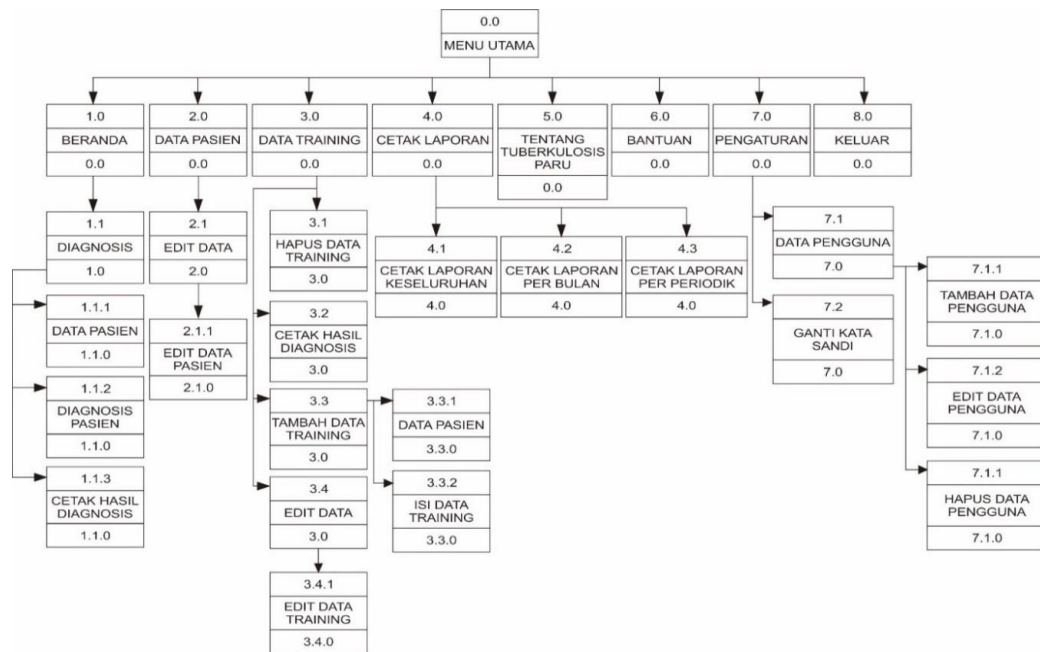 0.0
MENU UTAMA
1.0
BERANDA
0.0
2.0
DATA PASIEN
0.0
3.0
DATA TRAINING
0.0
4.0
CETAK LAPORAN
0.0
5.0
TENTANG
TUBERKULOSIS
PARU
0.0
6.0
BANTUAN
0.0
7.0
PENGATURAN
0.0
8.0
KELUAR
0.0
1.1
DIAGNOSIS
1.0
1.1.1
DATA PASIEN
1.1.0
1.1.2
DIAGNOSIS
PASIEN
1.1.0
1.1.3
CETAK HASIL
DIAGNOSIS
1.1.0
2.1
EDIT DATA
2.0
2.1.1
EDIT DATA
PASIEN
2.1.0
3.1
HAPUS DATA
TRAINING
3.0
3.2
CETAK HASIL
DIAGNOSIS
3.0
3.3
TAMBAH DATA
TRAINING
3.0
3.3.1
DATA PASIEN
3.3.0
3.3.2
ISI DATA
TRAINING
3.3.0
3.4
EDIT DATA
3.0
3.4.1
EDIT DATA
TRAINING
3.4.0
4.1
CETAK LAPORAN
KESELURUHAN
4.0
4.2
CETAK LAPORAN
PER BULAN
4.0
4.3
CETAK LAPORAN
PER PERIODIK
4.0
7.1
DATA PENGGUNA
7.0
7.1.1
TAMBAH DATA
PENGGUNA
7.1.0
7.1.2
EDIT DATA
PENGGUNA
7.1.0
7.1.1
HAPUS DATA
PENGGUNA
7.1.0
7.2
GANTI KATA
SANDI
7.0